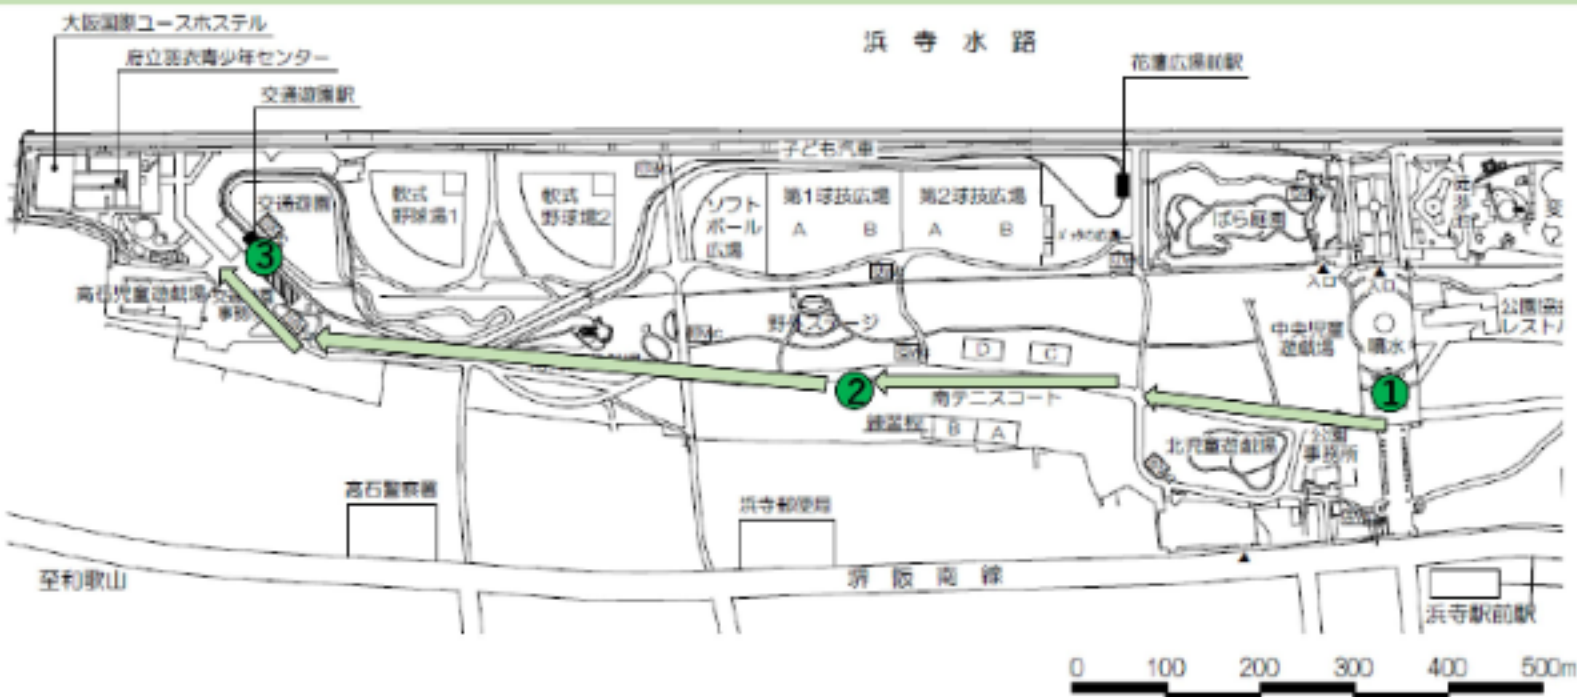 大阪国際ユースホステル
府立羽衣青少年センター
交通遊園駅
浜寺水路
花壇広場前駅
子ども汽車
交通遊園
軟式
野球場1
軟式
野球場2
ソフト
ボール
広場
第1球技広場
A B
第2球技広場
A B
ばら庭園
入口
入口
3
高石児童遊戯場
野外ステージ
D
C
中央児童
遊戯場
噴水
レスト
2
1
南テニスコート
練習板
B
A
北児童遊戯場
公園
事務所
高石警察署
浜寺郵便局
至和歌山
堺阪南線
浜寺駅前駅
0 100 200 300 400 500m